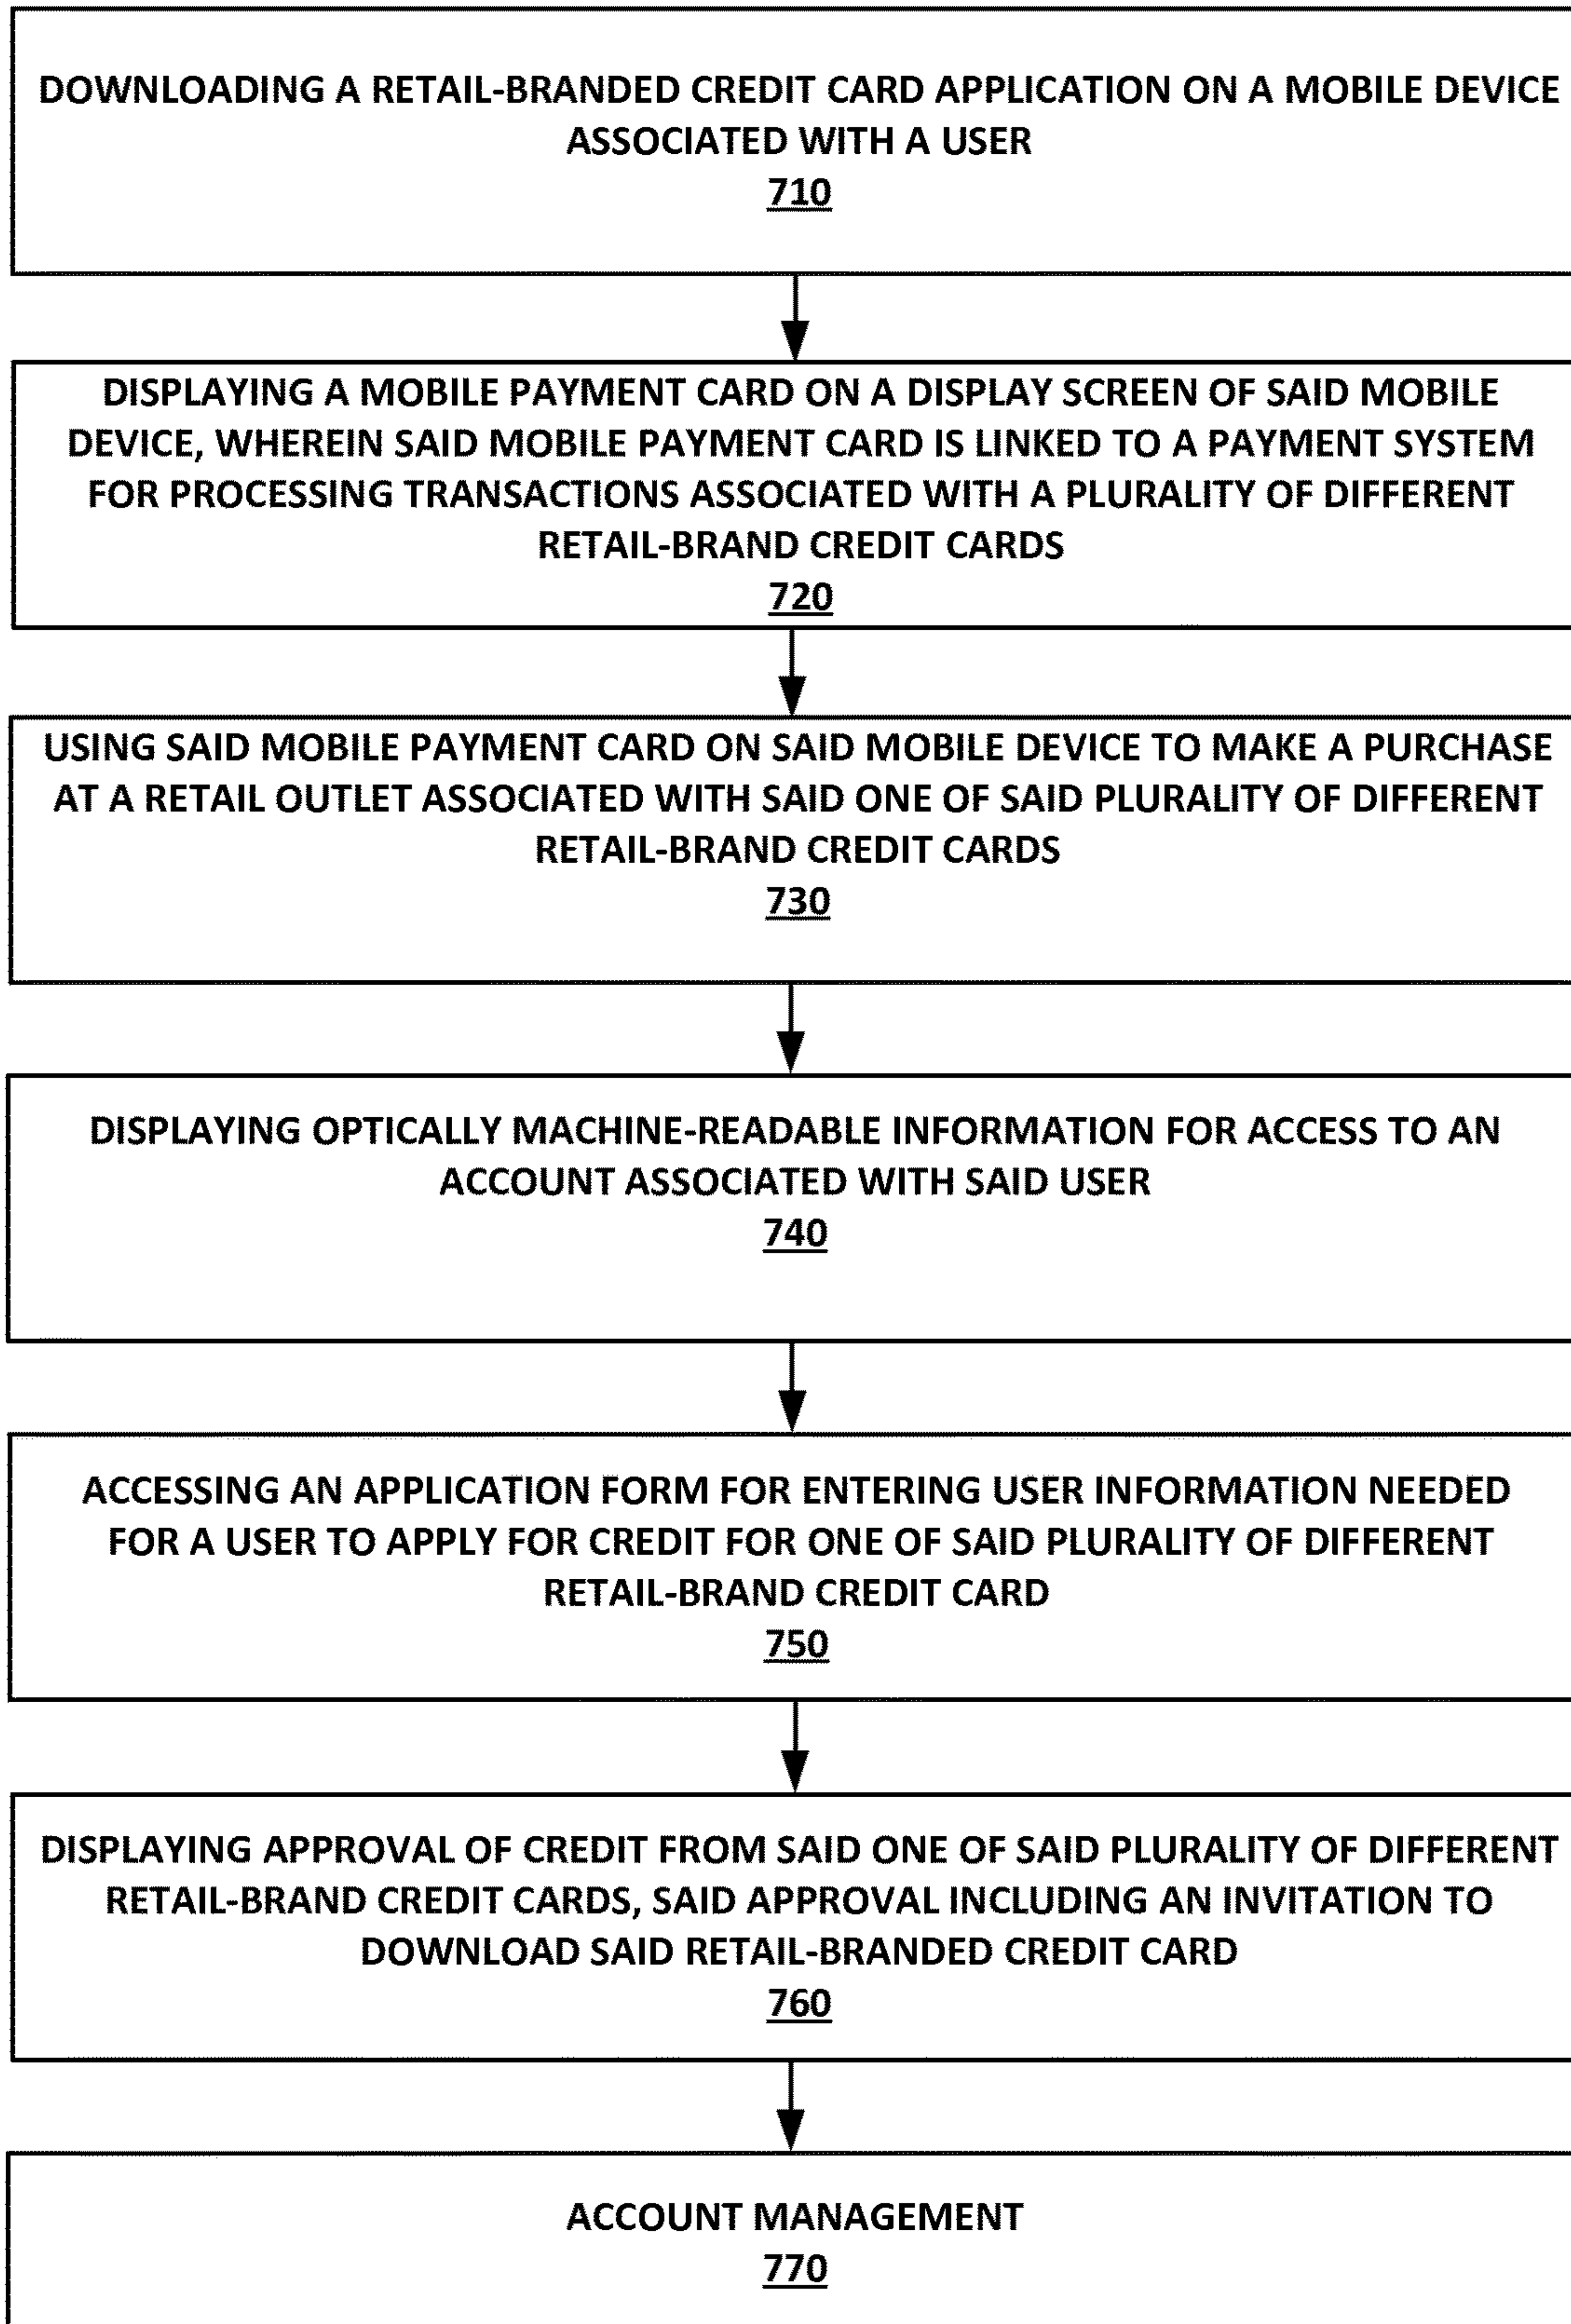 DOWNLOADING A RETAIL-BRANDED CREDIT CARD APPLICATION ON A MOBILE DEVICE
ASSOCIATED WITH A USER
710
DISPLAYING A MOBILE PAYMENT CARD ON A DISPLAY SCREEN OF SAID MOBILE
DEVICE, WHEREIN SAID MOBILE PAYMENT CARD IS LINKED TO A PAYMENT SYSTEM
FOR PROCESSING TRANSACTIONS ASSOCIATED WITH A PLURALITY OF DIFFERENT
RETAIL-BRAND CREDIT CARDS
720
USING SAID MOBILE PAYMENT CARD ON SAID MOBILE DEVICE TO MAKE A PURCHASE
AT A RETAIL OUTLET ASSOCIATED WITH SAID ONE OF SAID PLURALITY OF DIFFERENT
RETAIL-BRAND CREDIT CARDS
730
DISPLAYING OPTICALLY MACHINE-READABLE INFORMATION FOR ACCESS TO AN
ACCOUNT ASSOCIATED WITH SAID USER
740
ACCESSING AN APPLICATION FORM FOR ENTERING USER INFORMATION NEEDED
FOR A USER TO APPLY FOR CREDIT FOR ONE OF SAID PLURALITY OF DIFFERENT
RETAIL-BRAND CREDIT CARD
750
DISPLAYING APPROVAL OF CREDIT FROM SAID ONE OF SAID PLURALITY OF DIFFERENT
RETAIL-BRAND CREDIT CARDS, SAID APPROVAL INCLUDING AN INVITATION TO
DOWNLOAD SAID RETAIL-BRANDED CREDIT CARD
760
ACCOUNT MANAGEMENT
770